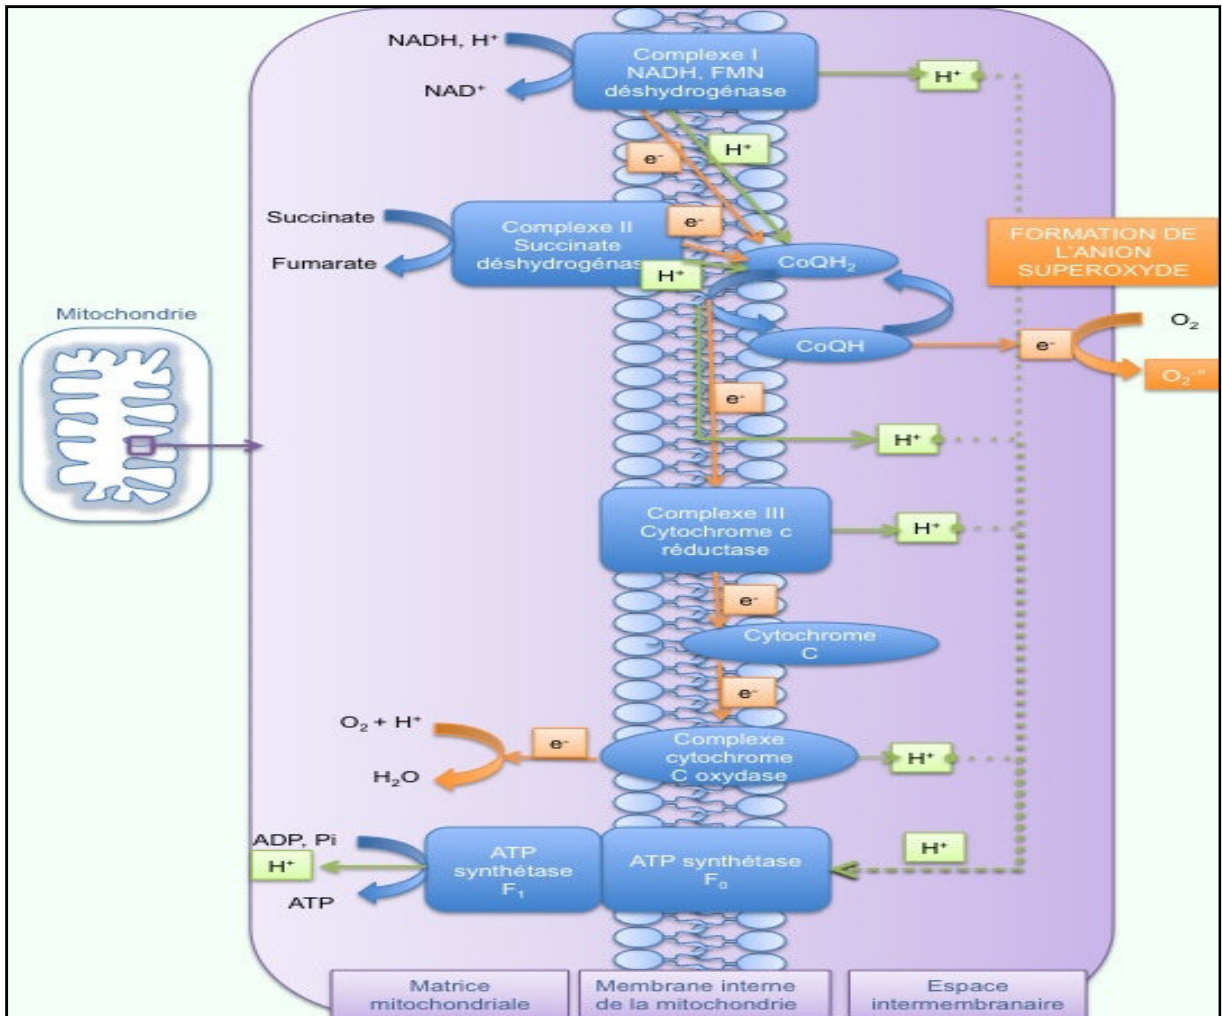 NADH, H⁺
NAD⁺
Complexe I
NADH, FMN
déshydrogénase
H⁺
e⁻
H⁺
Succinate
Fumarate
Complexe II
Succinate
déshydrogénas
e⁻
H⁺
CoQH₂
CoQH
FORMATION DE
L'ANION
SUPEROXYDE
e⁻
O₂
O₂⁻°
Mitochondrie
e⁻
H⁺
Complexe III
Cytochrome c
réductase
H⁺
e⁻
Cytochrome
C
e⁻
O₂ + H⁺
H₂O
e⁻
Complexe
cytochrome
C oxydase
H⁺
ADP, Pi
H⁺
ATP
ATP
synthétase
F₁
ATP synthétase
F₀
H⁺
Matrice
mitochondriale
Membrane interne
de la mitochondrie
Espace
intermembranaire